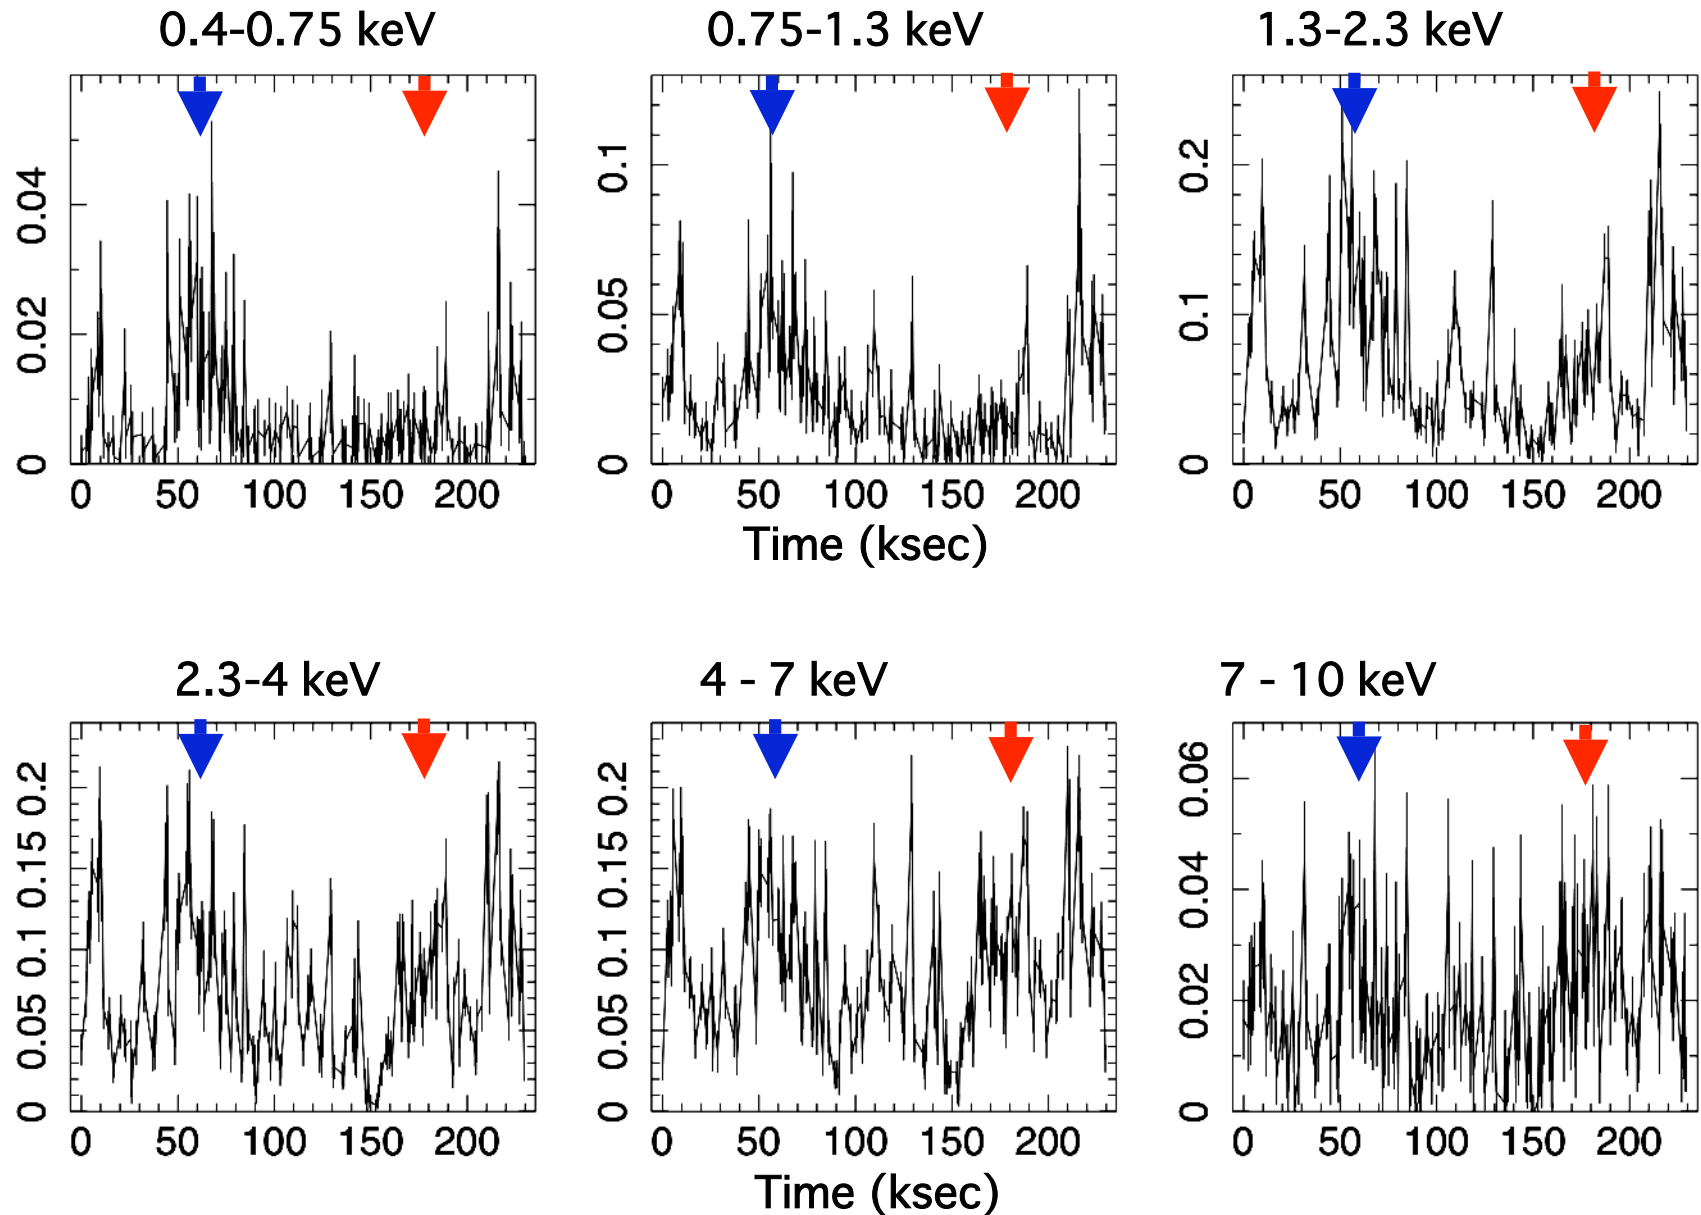 0.4-0.75 keV
0.75-1.3 keV
1.3-2.3 keV
0 0.02 0.04
0 50 100 150 200
0 0.05 0.1
0 50 100 150 200
0 0.1 0.2
0 50 100 150 200
Time (ksec)
2.3-4 keV
4 - 7 keV
7 - 10 keV
0 0.05 0.1 0.15 0.2
0 50 100 150 200
0 0.05 0.1 0.15 0.2
0 50 100 150 200
0 0.02 0.04 0.06
0 50 100 150 200
Time (ksec)